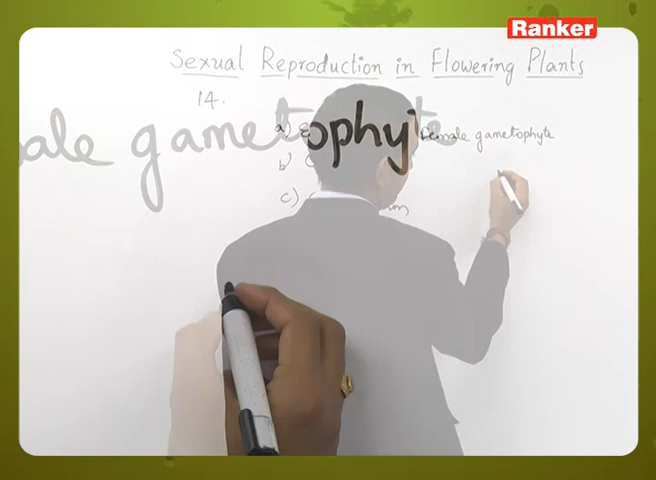 Ranker
Sexual Reproduction in Flowering Plants
14.
a) Female gametophyte
ale gametophyte
b)
c)